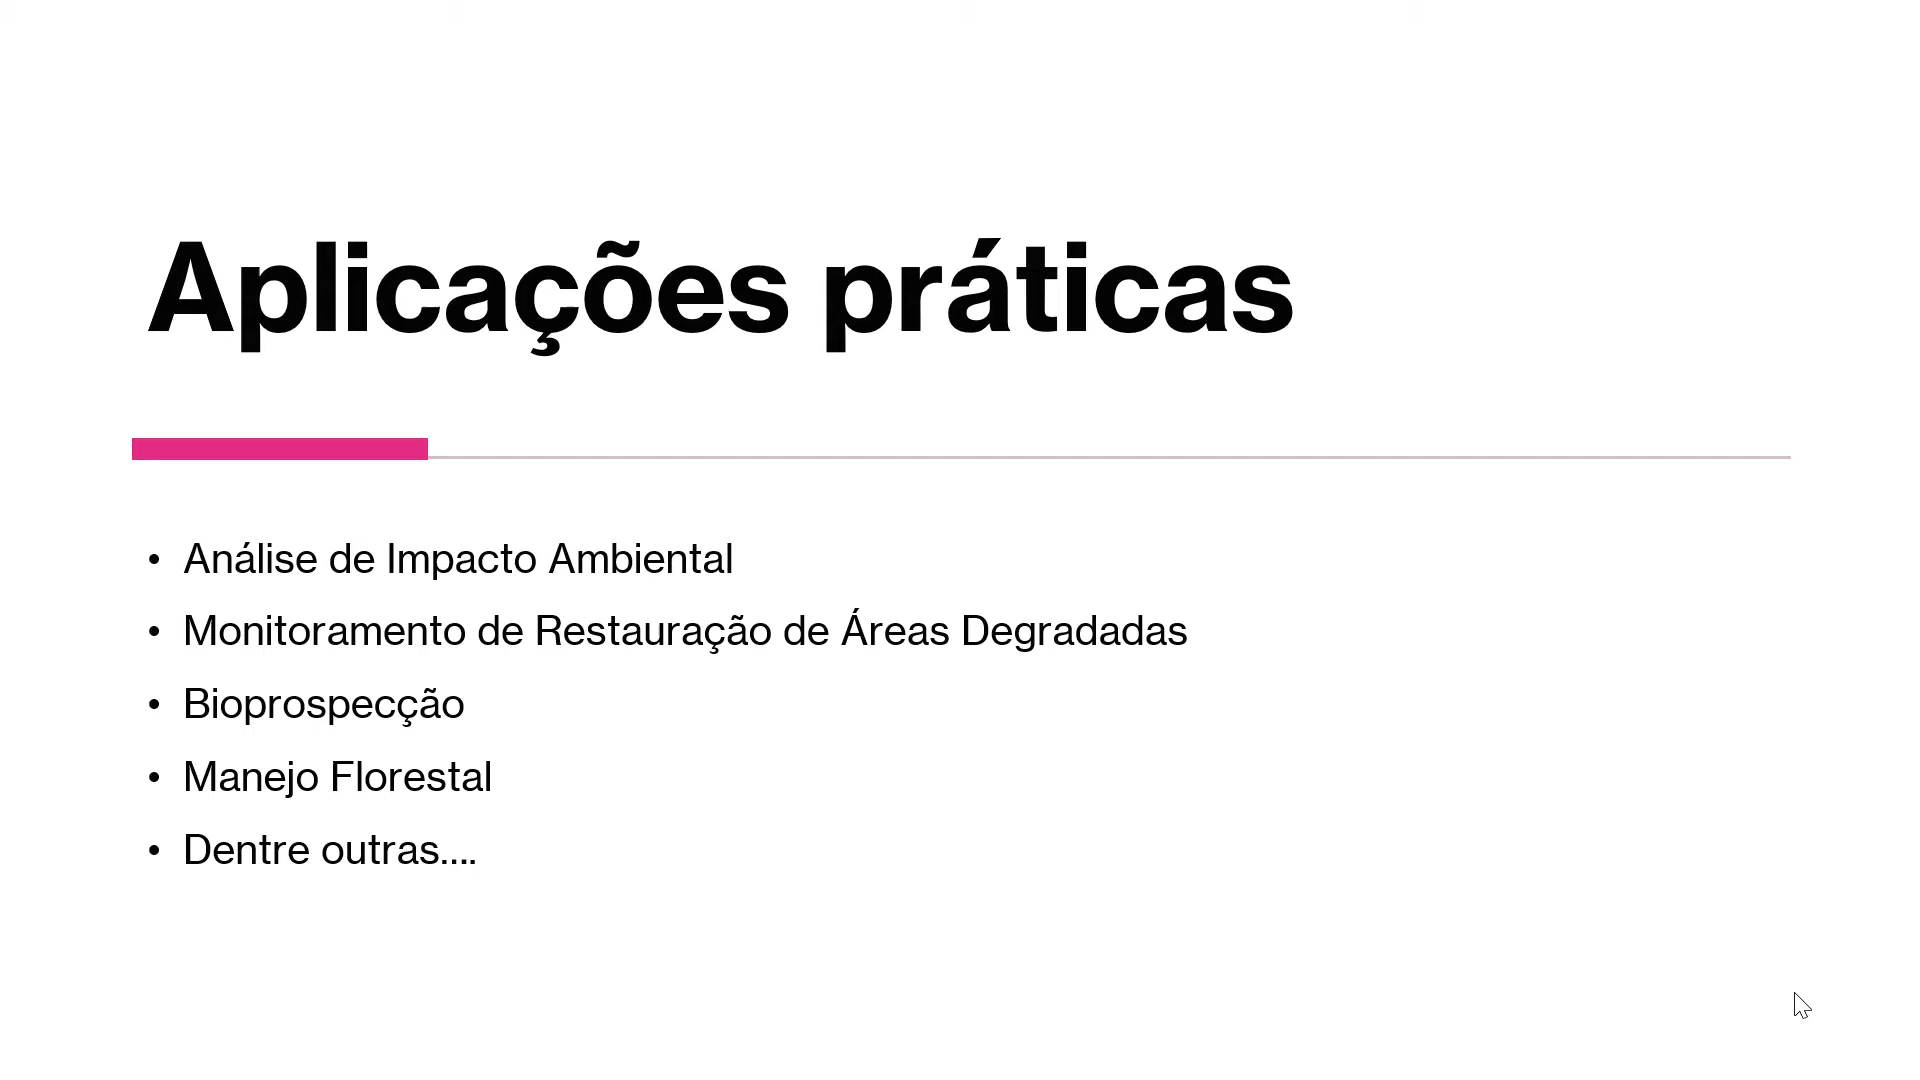 Aplicações práticas
• Análise de Impacto Ambiental
• Monitoramento de Restauração de Áreas Degradadas
• Bioprospecção
• Manejo Florestal
• Dentre outras....